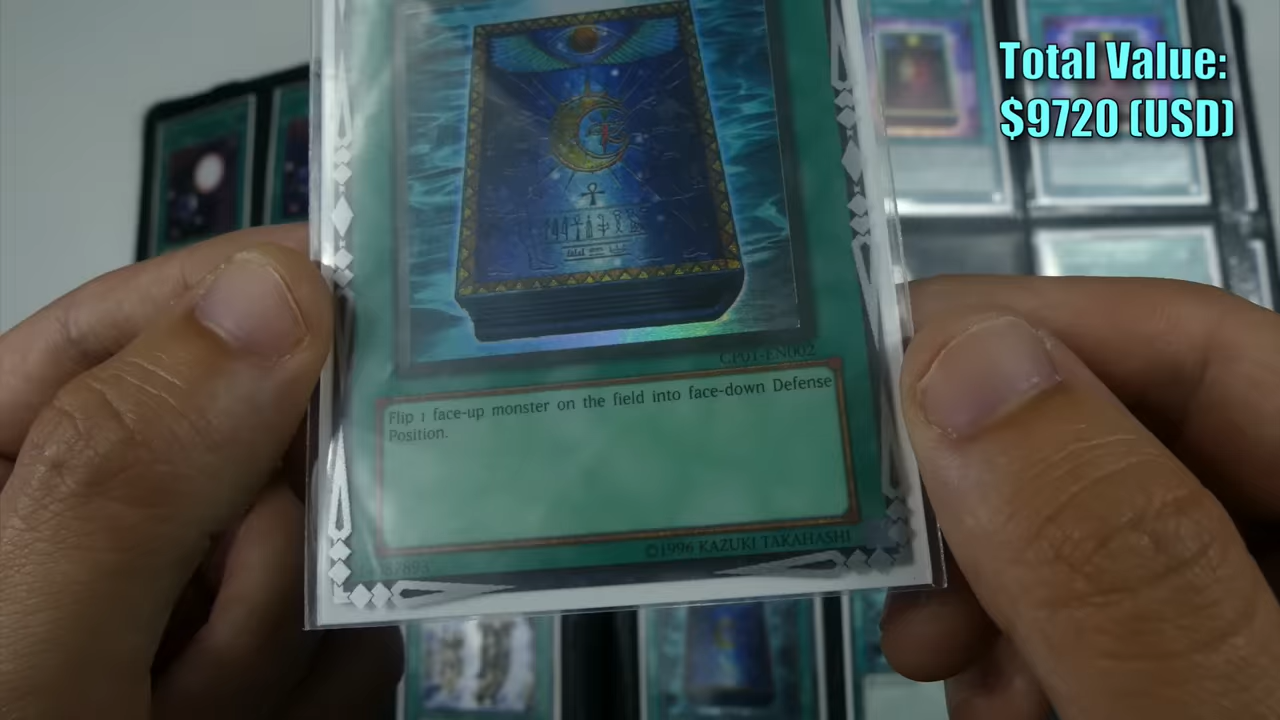 Total Value:
$9720 (USD)
CP01-EN002
Flip 1 face-up monster on the field into face-down Defense
Position.
©1996 KAZUKI TAKAHASHI